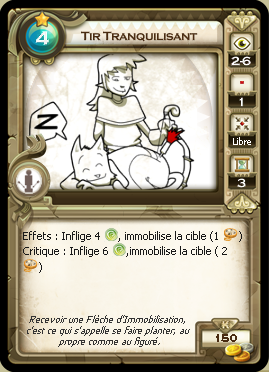 4
TIR TRANQUILISANT
2-6
1
Libre
3
Z
Effets : Inflige 4 , immobilise la cible (1 )
Critique : Inflige 6 ,immobilise la cible ( 2
)
Recevoir une Flèche d'Immobilisation,
c'est ce qui s'appelle se faire planter, au
propre comme au figuré.
K
150